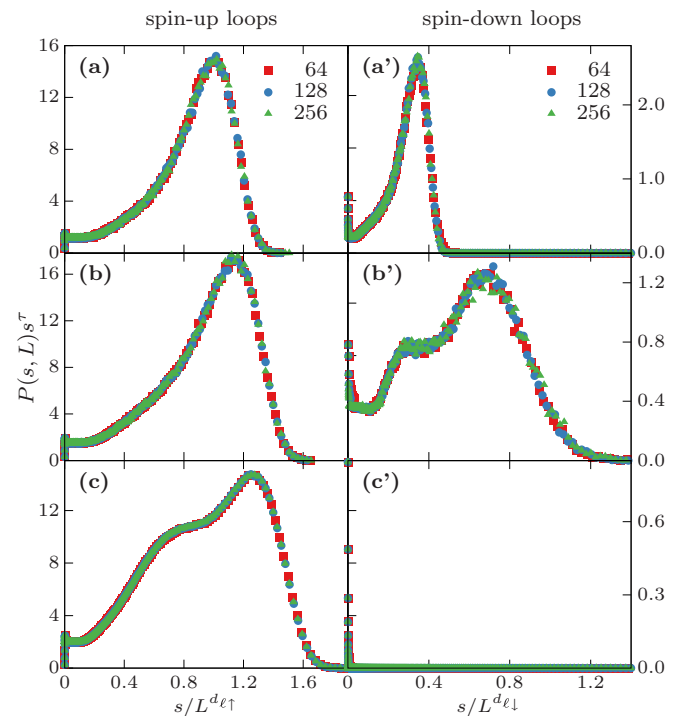 spin-up loops spin-down loops
16 (a) 64 (a') 64
128 128
256 256
12
2.0
8
1.0
4
0 0.0
16 (b) (b') 1.2
12
0.8
8
0.4
4
0 0.0
P(s, L)s^τ
(c) (c')
12
0.6
8
0.3
4
0 0.0
0 0.4 0.8 1.2 1.6 0 0.4 0.8 1.2
s/L^{d_{ℓ↑}} s/L^{d_{ℓ↓}}